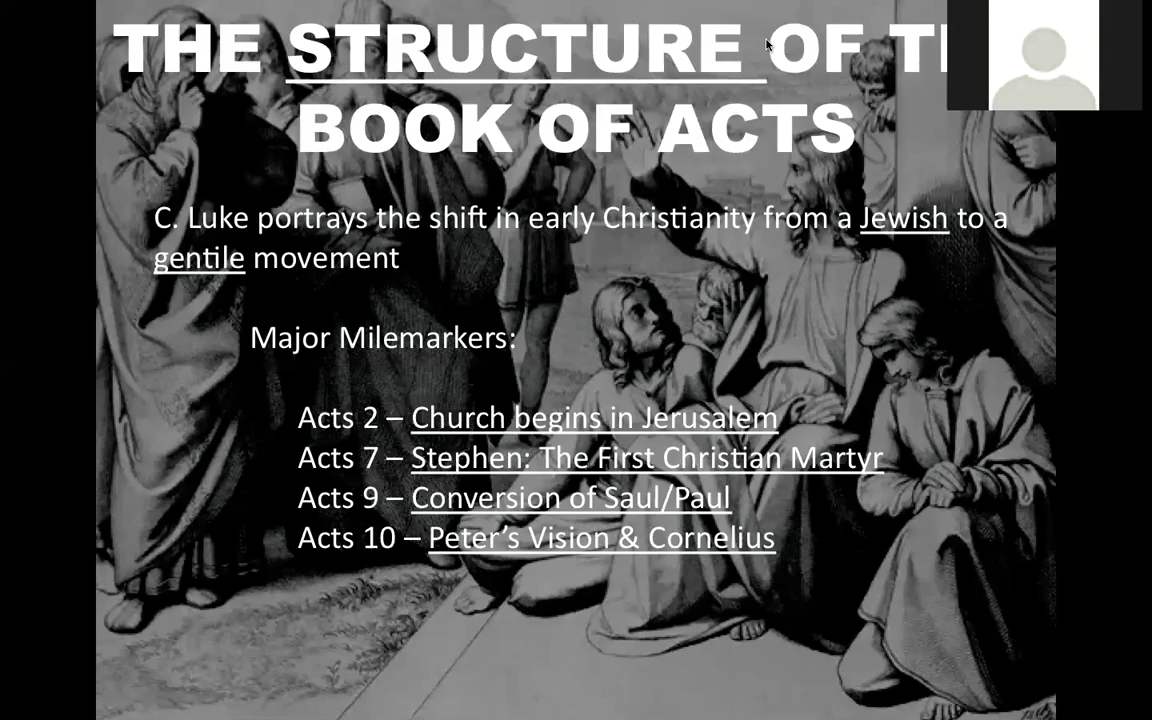 THE STRUCTURE OF
BOOK OF ACTS
C. Luke portrays the shift in early Christianity from a Jewish to a
gentile movement
Major Milemarkers:
Acts 2 – Church begins in Jerusalem
Acts 7 – Stephen: The First Christian Martyr
Acts 9 – Conversion of Saul/Paul
Acts 10 – Peter’s Vision & Cornelius